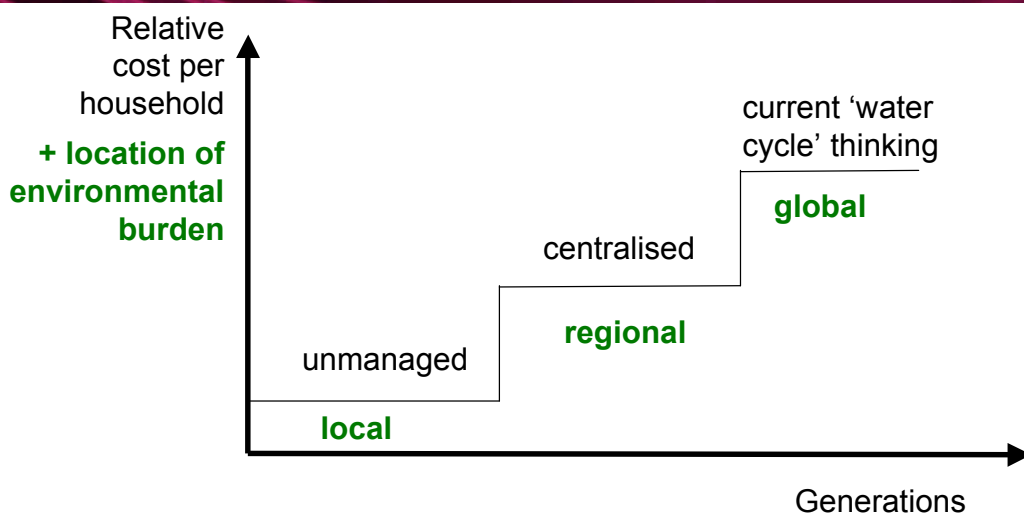 Relative
cost per
household
+ location of
environmental
burden
current ‘water
cycle’ thinking
global
centralised
regional
unmanaged
local
Generations